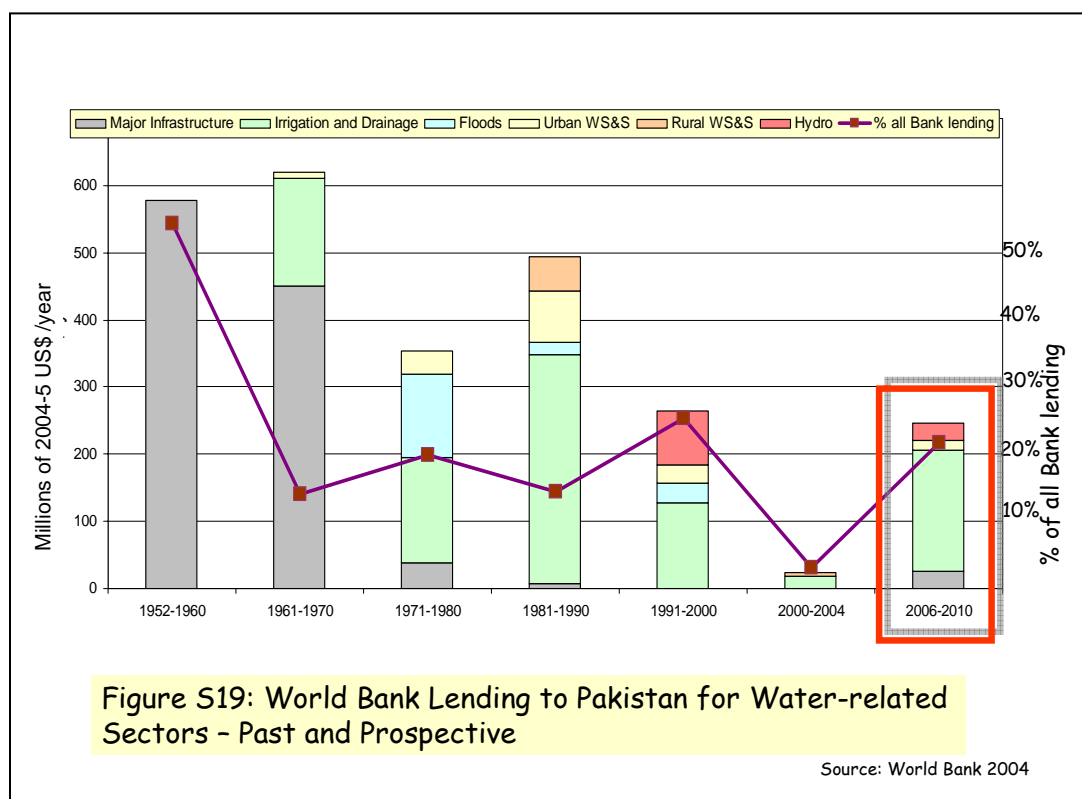 Major Infrastructure Irrigation and Drainage Floods Urban WS&S Rural WS&S Hydro % all Bank lending
600
500
400
300
200
100
0
Millions of 2004-5 US$ /year
50%
40%
30%
20%
10%
% of all Bank lending
1952-1960 1961-1970 1971-1980 1981-1990 1991-2000 2000-2004 2006-2010
Figure S19: World Bank Lending to Pakistan for Water-related
Sectors – Past and Prospective
Source: World Bank 2004